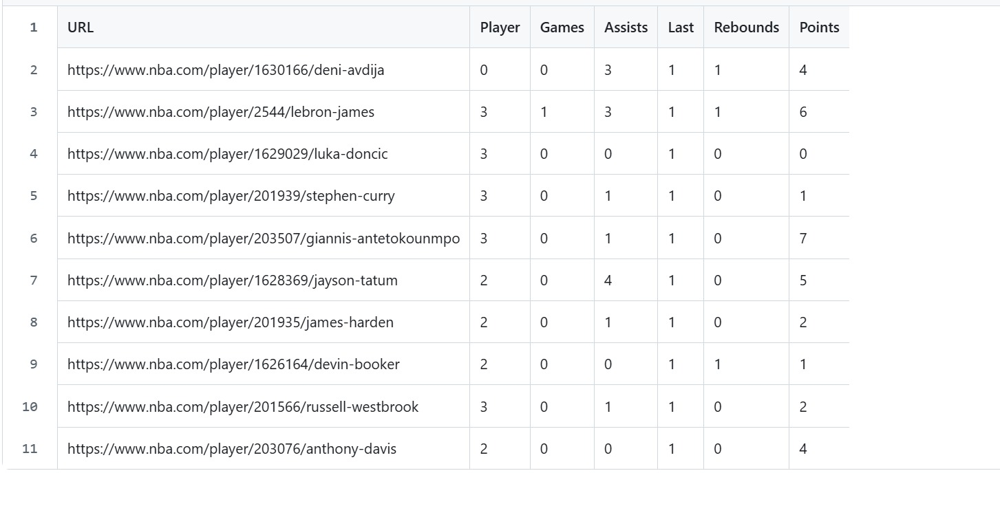 1 URL Player Games Assists Last Rebounds Points
2 https://www.nba.com/player/1630166/deni-avdija 0 0 3 1 1 4
3 https://www.nba.com/player/2544/lebron-james 3 1 3 1 1 6
4 https://www.nba.com/player/1629029/luka-doncic 3 0 0 1 0 0
5 https://www.nba.com/player/201939/stephen-curry 3 0 1 1 0 1
6 https://www.nba.com/player/203507/giannis-antetokounmpo 3 0 1 1 0 7
7 https://www.nba.com/player/1628369/jayson-tatum 2 0 4 1 0 5
8 https://www.nba.com/player/201935/james-harden 2 0 1 1 0 2
9 https://www.nba.com/player/1626164/devin-booker 2 0 0 1 1 1
10 https://www.nba.com/player/201566/russell-westbrook 3 0 1 1 0 2
11 https://www.nba.com/player/203076/anthony-davis 2 0 0 1 0 4